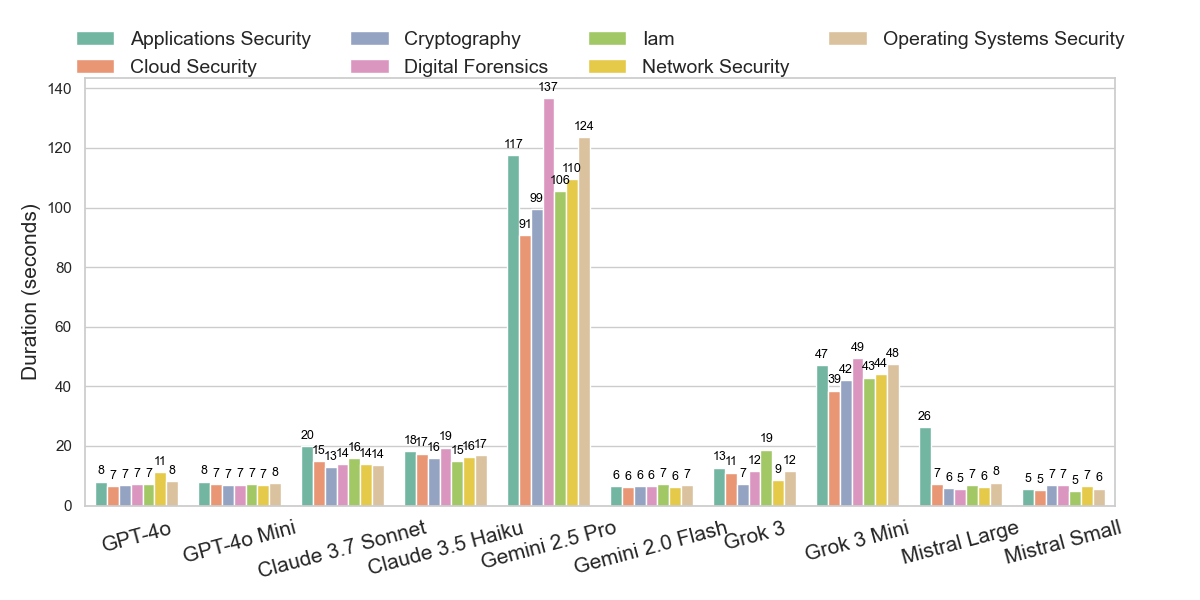 Applications Security Cryptography Iam Operating Systems Security
Cloud Security Digital Forensics Network Security
Duration (seconds)
140
120
100
80
60
40
20
0
8 7 7 7 7 11 8
8 7 7 7 7 7 8
20 15 13 14 16 14 14
18 17 16 19 15 16 17
117 91 99 137 106 110 124
6 6 6 6 7 6 7
13 11 7 12 19 9 12
47 39 42 49 43 44 48
26 7 6 5 7 6 8
5 5 7 7 5 7 6
GPT-4o
GPT-4o Mini
Claude 3.7 Sonnet
Claude 3.5 Haiku
Gemini 2.5 Pro
Gemini 2.0 Flash
Grok 3
Grok 3 Mini
Mistral Large
Mistral Small